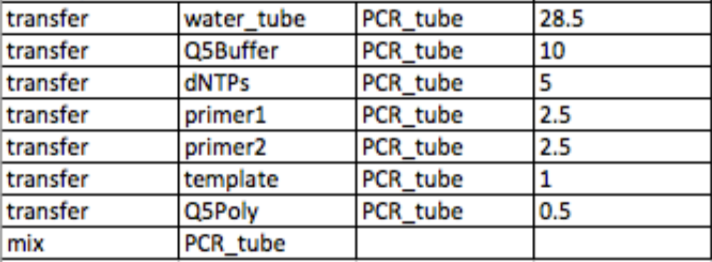 transfer water_tube PCR_tube 28.5
transfer Q5Buffer PCR_tube 10
transfer dNTPs PCR_tube 5
transfer primer1 PCR_tube 2.5
transfer primer2 PCR_tube 2.5
transfer template PCR_tube 1
transfer Q5Poly PCR_tube 0.5
mix PCR_tube